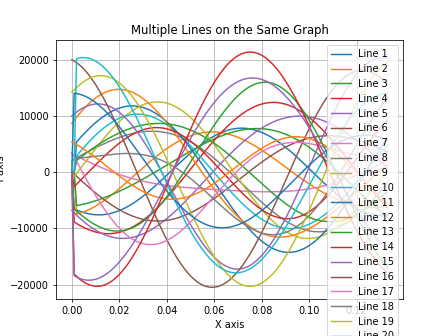 Multiple Lines on the Same Graph
20000
10000
0
−10000
−20000
0.00
0.02
0.04
0.06
0.08
0.10
X axis
Line 1
Line 2
Line 3
Line 4
Line 5
Line 6
Line 7
Line 8
Line 9
Line 10
Line 11
Line 12
Line 13
Line 14
Line 15
Line 16
Line 17
Line 18
Line 19
Line 20